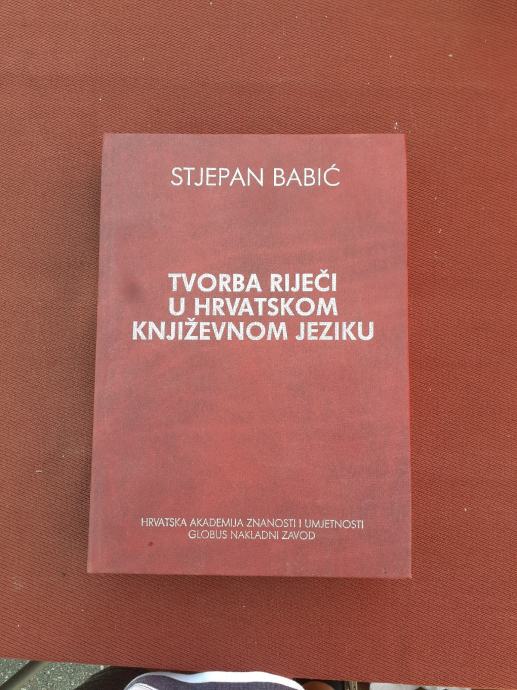 STJEPAN BABIĆ
TVORBA RIJEČI
U HRVATSKOM
KNJIŽEVNOM JEZIKU
HRVATSKA AKADEMIJA ZNANOSTI I UMJETNOSTI
GLOBUS NAKLADNI ZAVOD